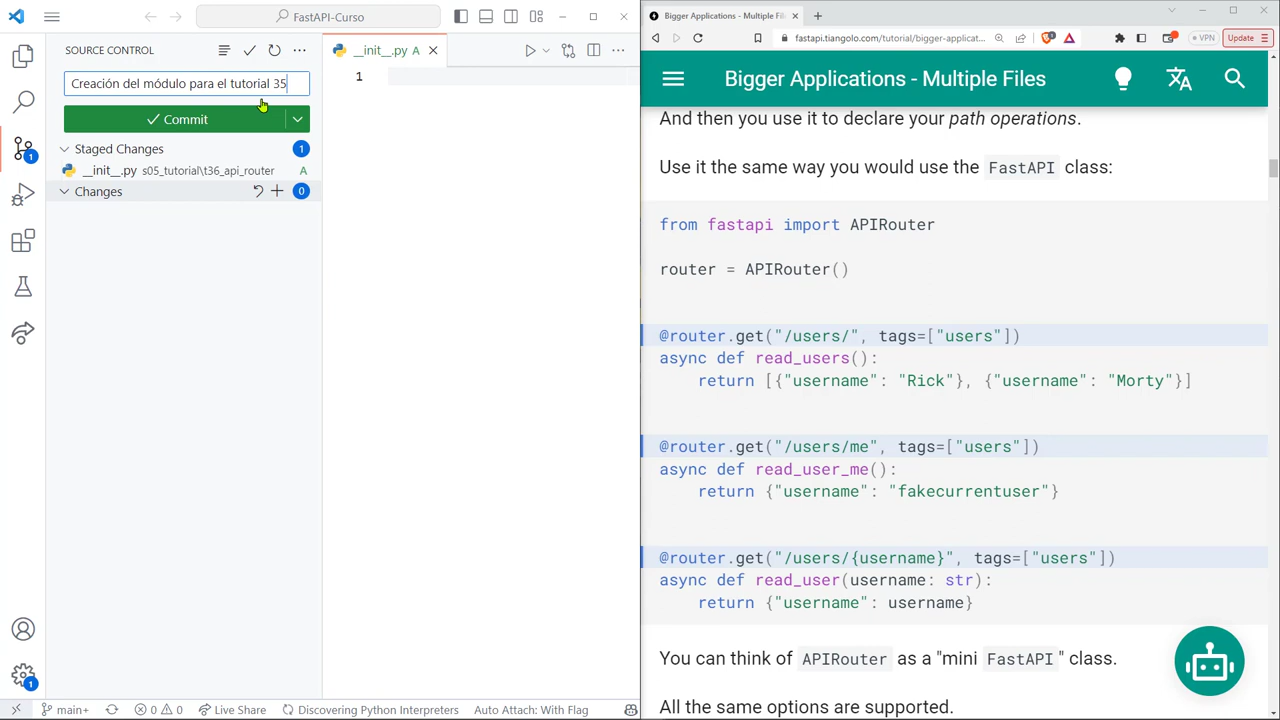 FastAPI-Curso
SOURCE CONTROL
Creación del módulo para el tutorial 35
Commit
Staged Changes
1
__init__.py s05_tutorial\t36_api_router A
Changes
0
1
1
main+
0 0
Live Share
Discovering Python Interpreters
Auto Attach: With Flag
__init__.py A
1
Bigger Applications - Multiple Files
fastapi.tiangolo.com/tutorial/bigger-applicat...
VPN
Update
Bigger Applications - Multiple Files
And then you use it to declare your path operations.
Use it the same way you would use the FastAPI class:
from fastapi import APIRouter
router = APIRouter()
@router.get("/users/", tags=["users"])
async def read_users():
return [{"username": "Rick"}, {"username": "Morty"}]
@router.get("/users/me", tags=["users"])
async def read_user_me():
return {"username": "fakecurrentuser"}
@router.get("/users/{username}", tags=["users"])
async def read_user(username: str):
return {"username": username}
You can think of APIRouter as a "mini FastAPI" class.
All the same options are supported.